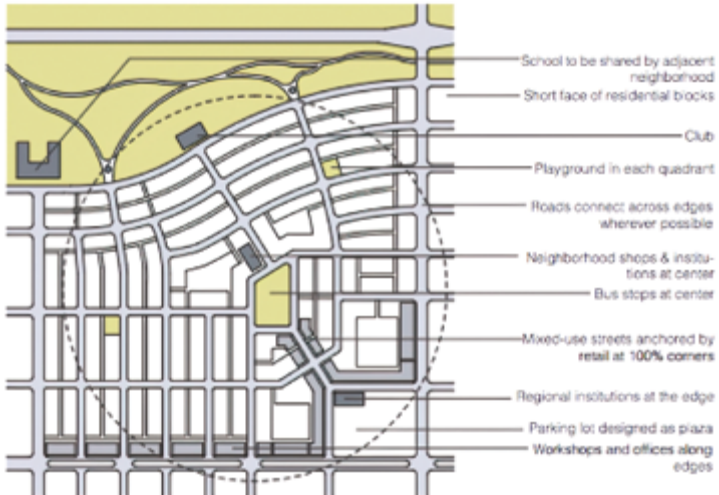 School to be shared by adjacent
neighborhood
Short face of residential blocks
Club
Playground in each quadrant
Roads connect across edges
wherever possible
Neighborhood shops & institu-
tions at center
Bus stops at center
Mixed-use streets anchored by
retail at 100% corners
Regional institutions at the edge
Parking lot designed as plaza
Workshops and offices along
edges